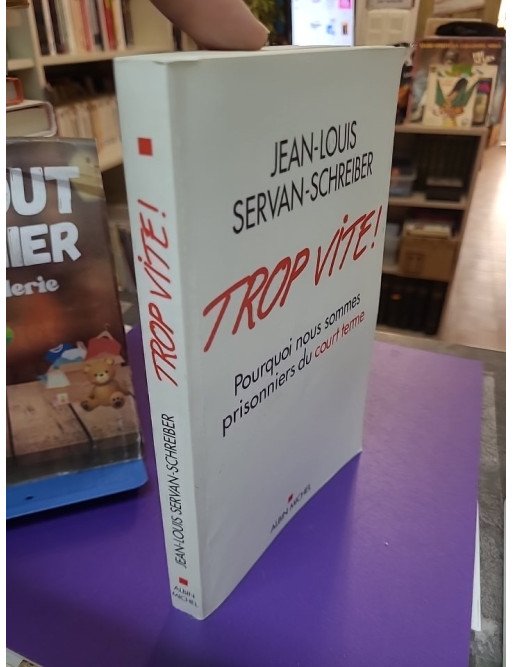 JEAN-LOUIS
SERVAN-SCHREIBER
TROP VITE!
Pourquoi nous sommes
prisonniers du court terme
ALBIN MICHEL
TROP VITE!
JEAN-LOUIS SERVAN-SCHREIBER
ALBIN
MICHEL
OUT
IER
lerie